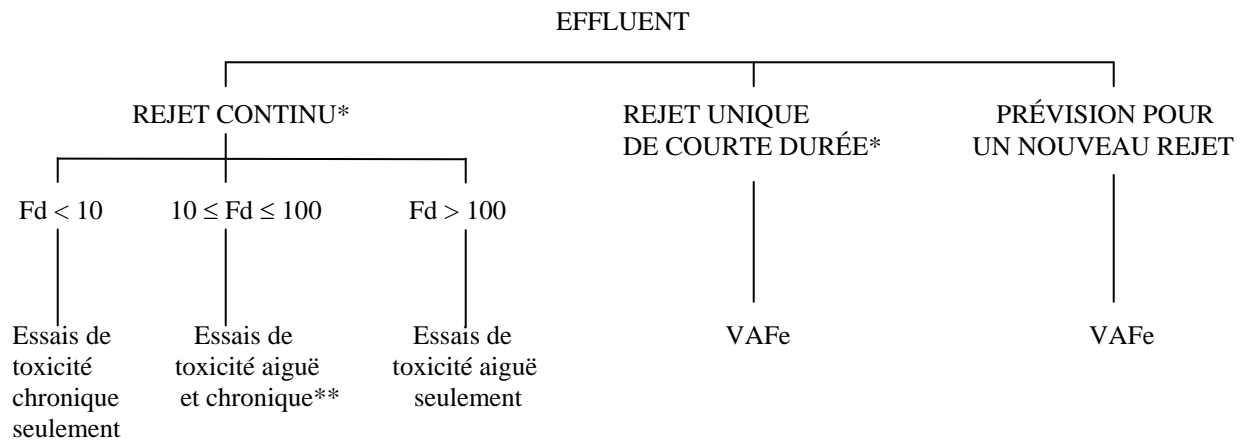 EFFLUENT
REJET CONTINU*
REJET UNIQUE
DE COURTE DURÉE*
PRÉVISION POUR
UN NOUVEAU REJET
Fd < 10
10 ≤ Fd ≤ 100
Fd > 100
Essais de
toxicité
chronique
seulement
Essais de
toxicité aiguë
et chronique**
Essais de
toxicité aiguë
seulement
VAFe
VAFe